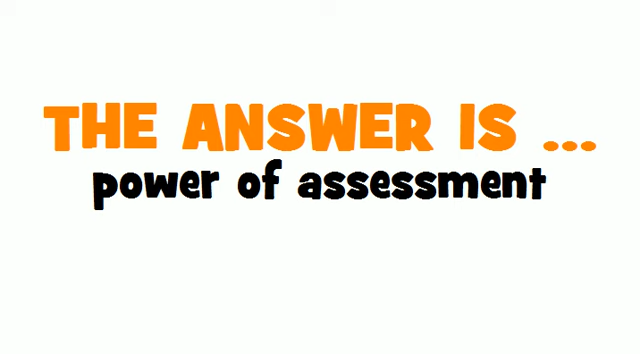 THE ANSWER IS ...
power of assessment